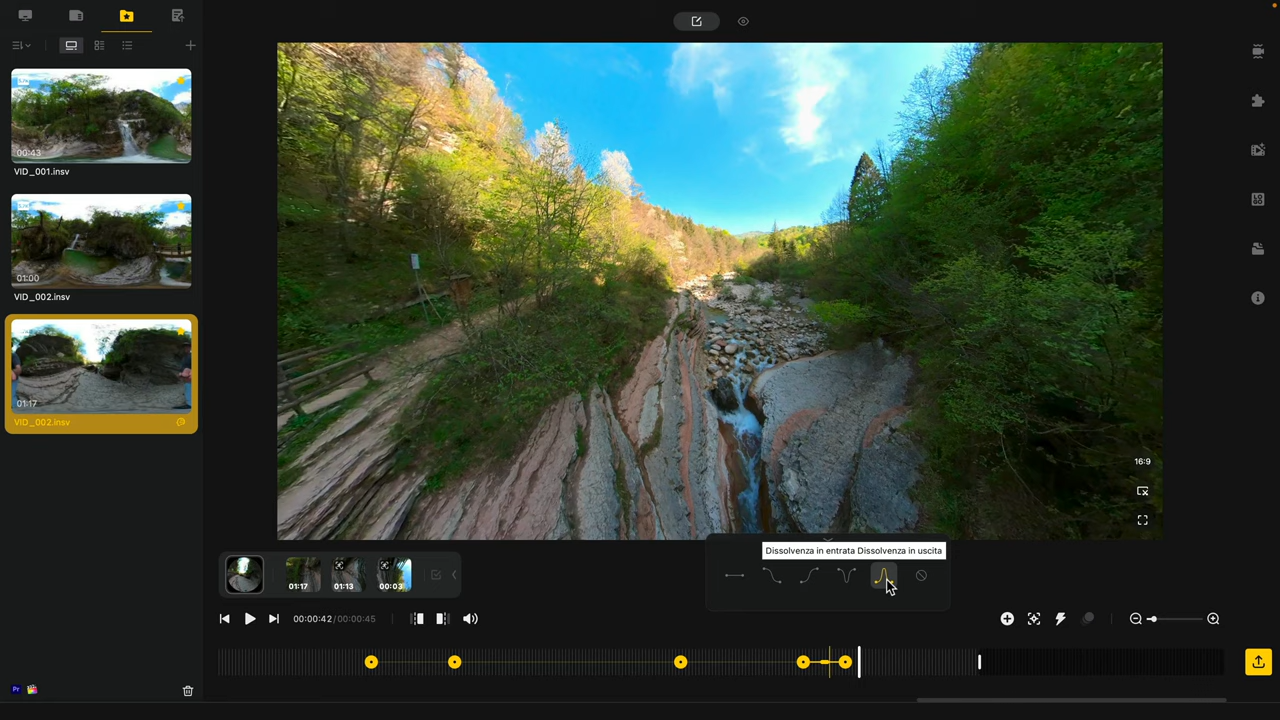 00:43
VID_001.insv
01:00
VID_002.insv
01:17
VID_002.insv
16:9
Dissolvenza in entrata Dissolvenza in uscita
01:17
01:13
00:03
00:00:42/00:00:45
Pr